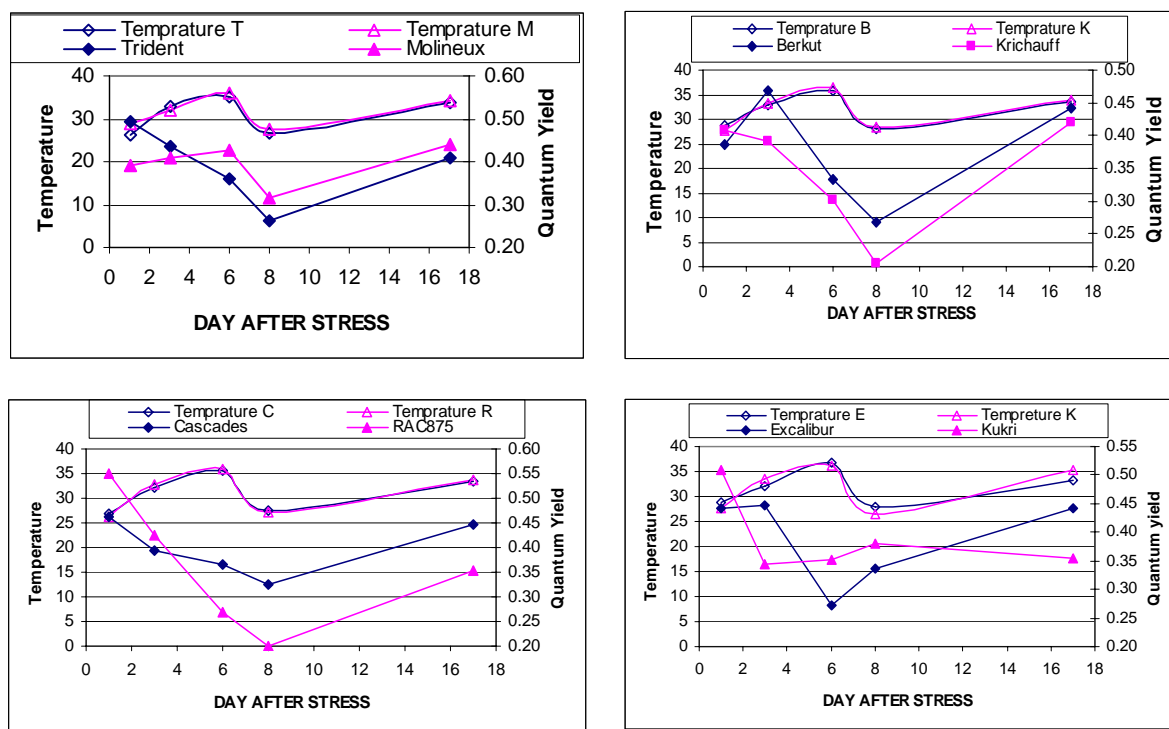 Temprature T Temprature M
Trident Molineux
40 0.60
30 0.50
20 0.40
10 0.30
0 0.20
Temperature
Quantum Yield
0 2 4 6 8 10 12 14 16 18
DAY AFTER STRESS
Temprature B Temprature K
Berkut Krichauff
40 0.50
35 0.45
30 0.40
25 0.35
20 0.30
15 0.25
10 0.20
5
0
Temperature
Quantum Yield
0 2 4 6 8 10 12 14 16 18
DAY AFTER STRESS
Temprature C Temprature R
Cascades RAC875
40 0.60
35 0.55
30 0.50
25 0.45
20 0.40
15 0.35
10 0.30
5 0.25
0 0.20
Temperature
Quantum Yield
0 2 4 6 8 10 12 14 16 18
DAY AFTER STRESS
Temprature E Tempreture K
Excalibur Kukri
40 0.55
35 0.50
30 0.45
25 0.40
20 0.35
15 0.30
10 0.25
5 0.20
0
Temperature
Quantum yield
0 2 4 6 8 10 12 14 16 18
DAY AFTER STRESS